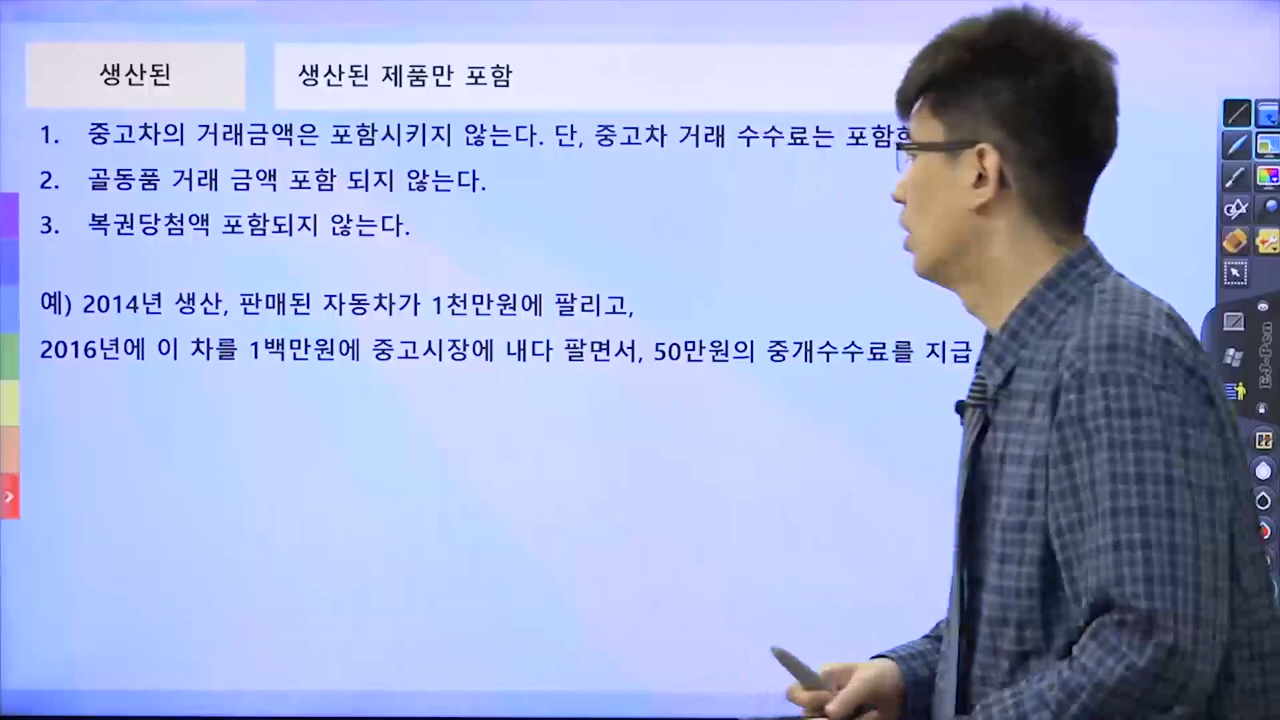 생산된
생산된 제품만 포함
1. 중고차의 거래금액은 포함시키지 않는다. 단, 중고차 거래 수수료는
2. 골동품 거래 금액 포함 되지 않는다.
3. 복권당첨액 포함되지 않는다.
예) 2014년 생산, 판매된 자동차가 1천만원에 팔리고,
2016년에 이 차를 1백만원에 중고시장에 내다 팔면서, 50만원의 중개수수료를 지급
EJ-Pen